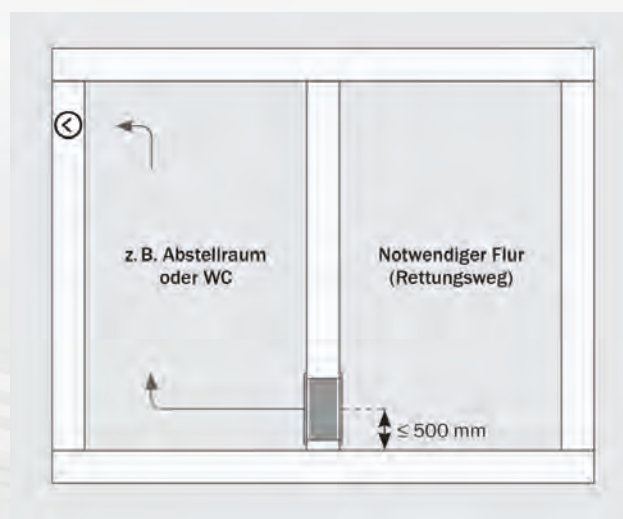 z. B. Abstellraum
oder WC
Notwendiger Flur
(Rettungsweg)
≤ 500 mm